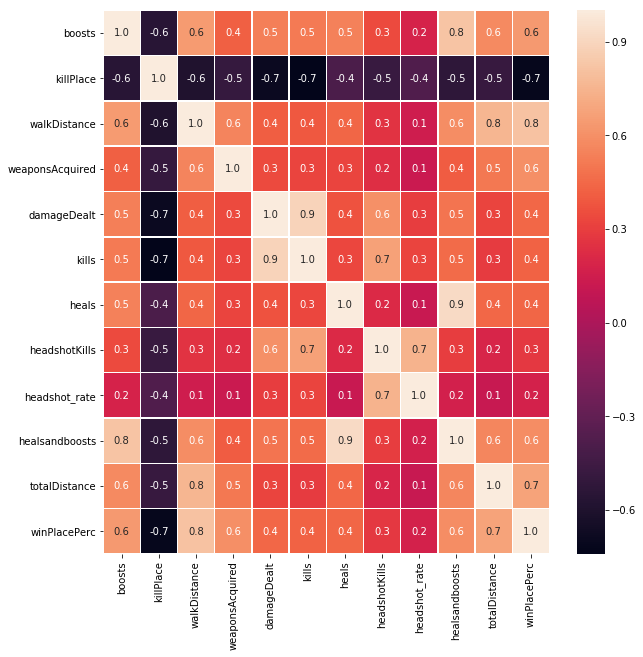 boosts 1.0 -0.6 0.6 0.4 0.5 0.5 0.5 0.3 0.2 0.8 0.6 0.6
killPlace -0.6 1.0 -0.6 -0.5 -0.7 -0.7 -0.4 -0.5 -0.4 -0.5 -0.5 -0.7
walkDistance 0.6 -0.6 1.0 0.6 0.4 0.4 0.4 0.3 0.1 0.6 0.8 0.8
weaponsAcquired 0.4 -0.5 0.6 1.0 0.3 0.3 0.3 0.2 0.1 0.4 0.5 0.6
damageDealt 0.5 -0.7 0.4 0.3 1.0 0.9 0.4 0.6 0.3 0.5 0.3 0.4
kills 0.5 -0.7 0.4 0.3 0.9 1.0 0.3 0.7 0.3 0.5 0.3 0.4
heals 0.5 -0.4 0.4 0.3 0.4 0.3 1.0 0.2 0.1 0.9 0.4 0.4
headshotKills 0.3 -0.5 0.3 0.2 0.6 0.7 0.2 1.0 0.7 0.3 0.2 0.3
headshot_rate 0.2 -0.4 0.1 0.1 0.3 0.3 0.1 0.7 1.0 0.2 0.1 0.2
healsandboosts 0.8 -0.5 0.6 0.4 0.5 0.5 0.9 0.3 0.2 1.0 0.6 0.6
totalDistance 0.6 -0.5 0.8 0.5 0.3 0.3 0.4 0.2 0.1 0.6 1.0 0.7
winPlacePerc 0.6 -0.7 0.8 0.6 0.4 0.4 0.4 0.3 0.2 0.6 0.7 1.0
boosts
killPlace
walkDistance
weaponsAcquired
damageDealt
kills
heals
headshotKills
headshot_rate
healsandboosts
totalDistance
winPlacePerc
0.9
0.6
0.3
0.0
−0.3
−0.6